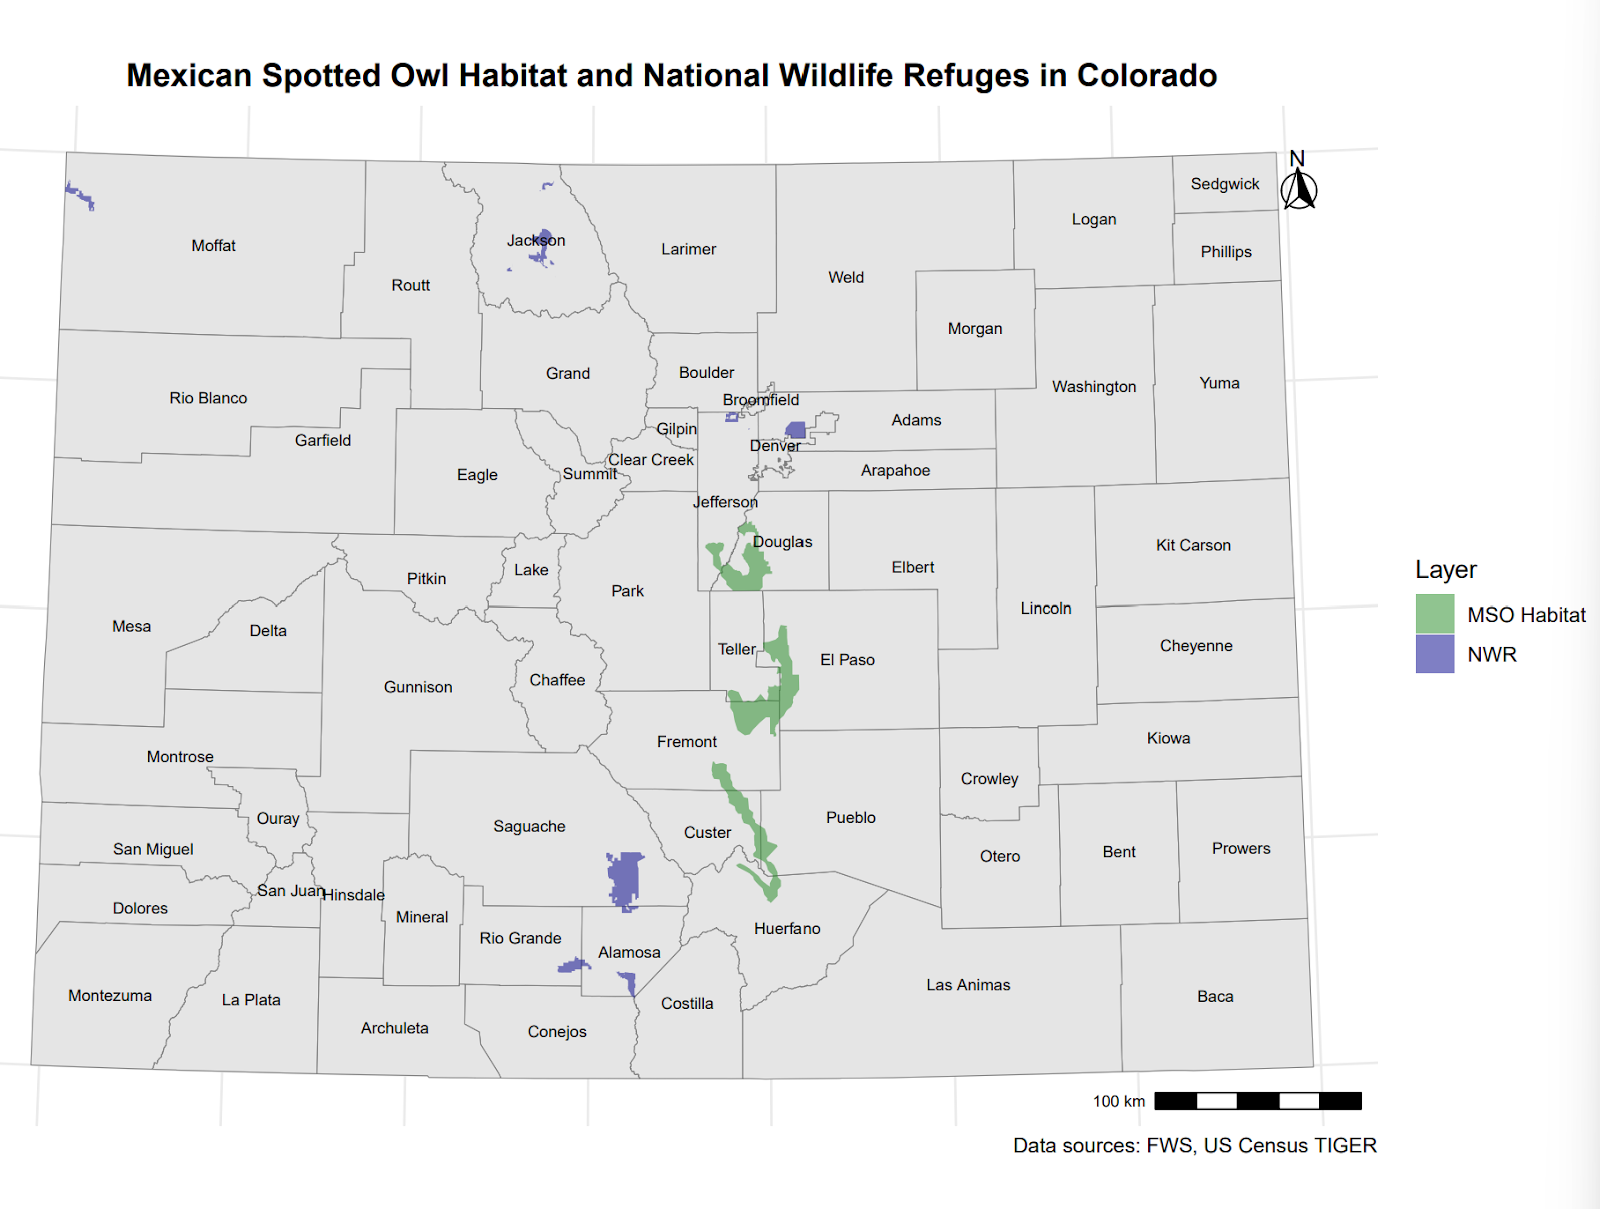 Mexican Spotted Owl Habitat and National Wildlife Refuges in Colorado
N
Sedgwick
Logan
Jackson
Moffat
Larimer
Phillips
Weld
Routt
Morgan
Grand
Boulder
Washington
Yuma
Rio Blanco
Broomfield
Adams
Gilpin
Garfield
Denver
Clear Creek
Arapahoe
Eagle
Summit
Jefferson
Douglas
Kit Carson
Elbert
Lake
Pitkin
Park
Lincoln
Layer
MSO Habitat
NWR
Mesa
Delta
Teller
El Paso
Cheyenne
Chaffee
Gunnison
Fremont
Kiowa
Montrose
Crowley
Ouray
Saguache
Pueblo
Custer
San Miguel
Otero
Bent
Prowers
San Juan
Hinsdale
Dolores
Mineral
Huerfano
Rio Grande
Alamosa
Las Animas
Montezuma
La Plata
Costilla
Baca
Archuleta
Conejos
100 km
Data sources: FWS, US Census TIGER